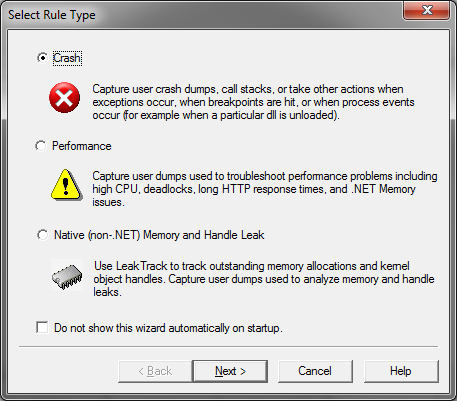 Select Rule Type
Crash
Capture user crash dumps, call stacks, or take other actions when
exceptions occur, when breakpoints are hit, or when process events
occur (for example when a particular dll is unloaded).
Performance
Capture user dumps used to troubleshoot performance problems including
high CPU, deadlocks, long HTTP response times, and .NET Memory
issues.
Native (non-.NET) Memory and Handle Leak
Use LeakTrack to track outstanding memory allocations and kernel
object handles. Capture user dumps used to analyze memory and handle
leaks.
Do not show this wizard automatically on startup.
< Back Next > Cancel Help